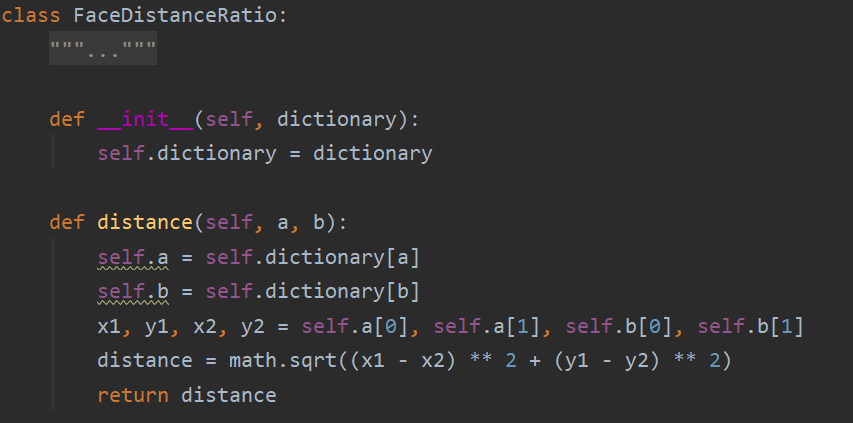 class FaceDistanceRatio:
    """..."""
    def __init__(self, dictionary):
        self.dictionary = dictionary
    def distance(self, a, b):
        self.a = self.dictionary[a]
        self.b = self.dictionary[b]
        x1, y1, x2, y2 = self.a[0], self.a[1], self.b[0], self.b[1]
        distance = math.sqrt((x1 - x2) ** 2 + (y1 - y2) ** 2)
        return distance